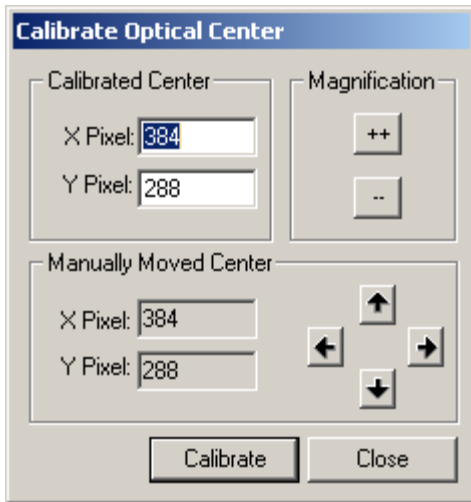 Calibrate Optical Center
Calibrated Center
Magnification
X Pixel: 384
++
Y Pixel: 288
--
Manually Moved Center
X Pixel: 384
Y Pixel: 288
Calibrate
Close